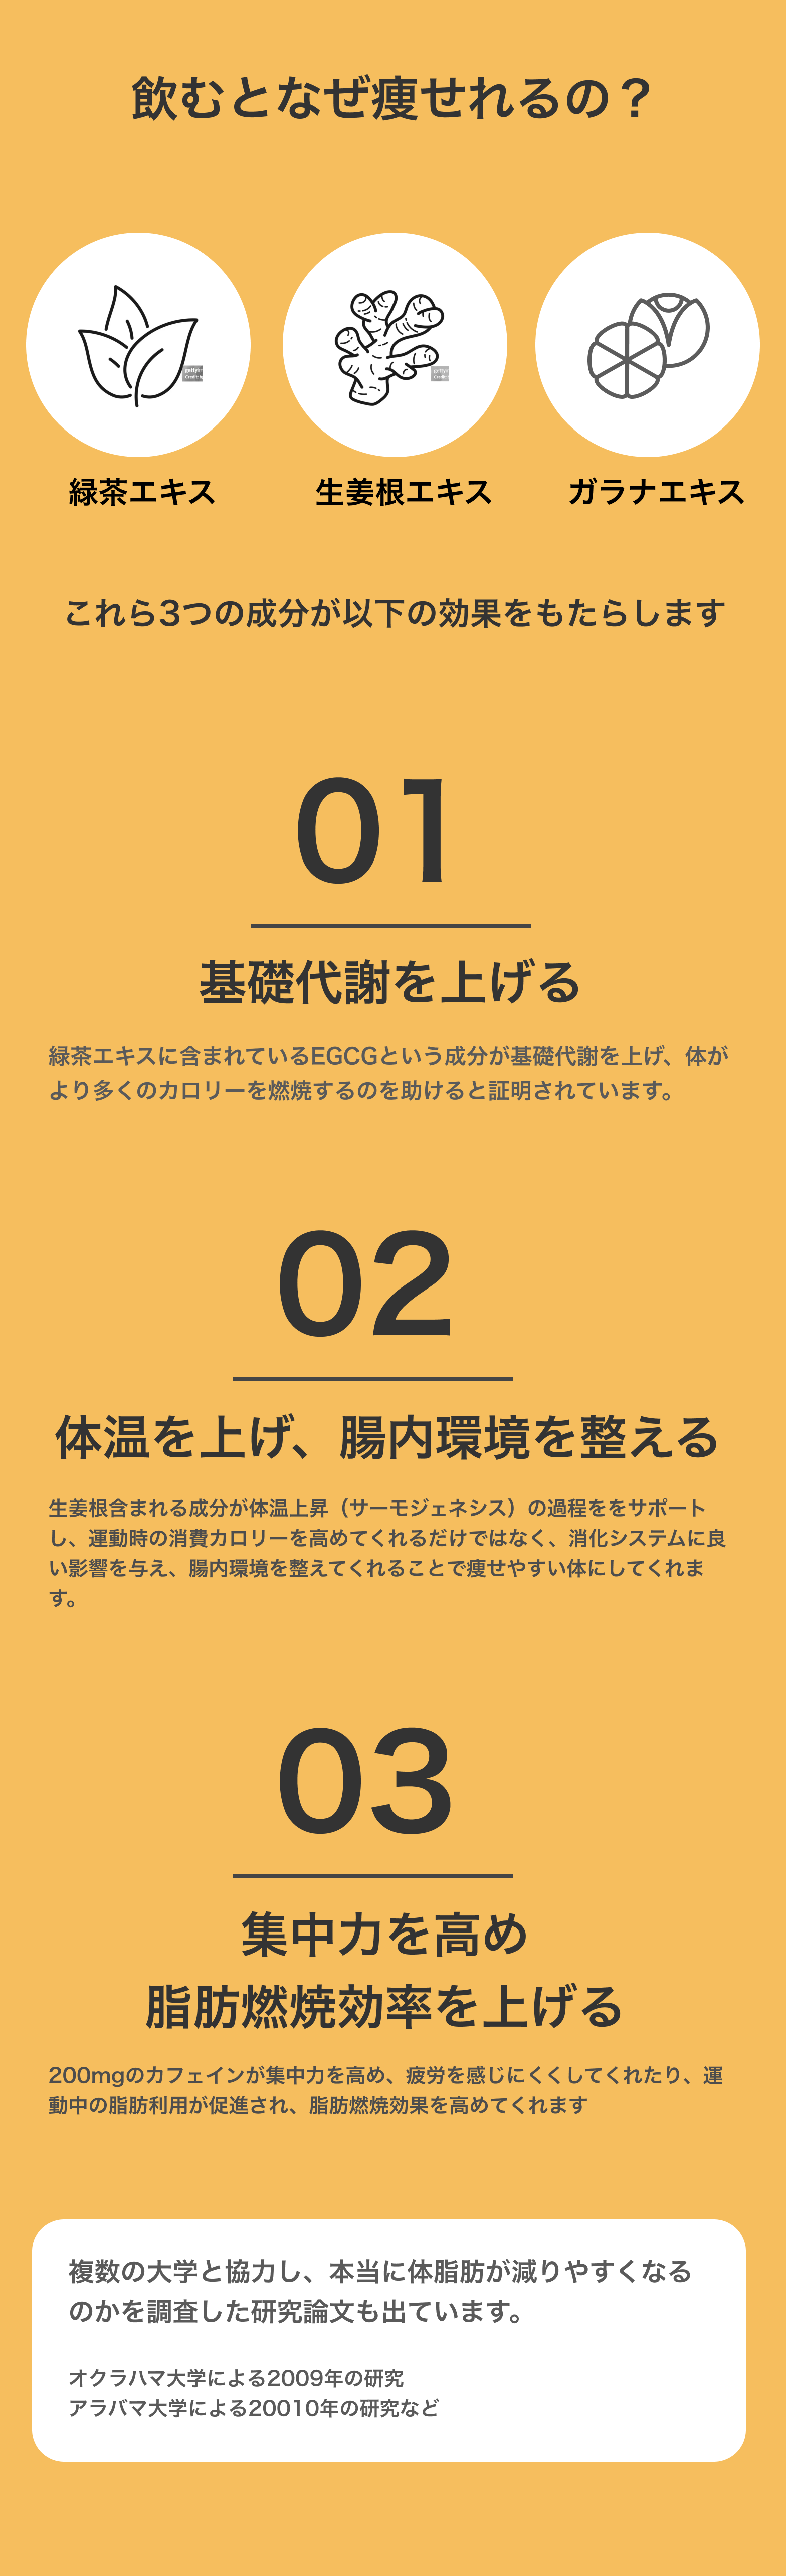 飲むとなぜ痩せれるの？
緑茶エキス
生姜根エキス
ガラナエキス
これら3つの成分が以下の効果をもたらします
01
基礎代謝を上げる
緑茶エキスに含まれているEGCGという成分が基礎代謝を上げ、体が
より多くのカロリーを燃焼するのを助けると証明されています。
02
体温を上げ、腸内環境を整える
生姜根含まれる成分が体温上昇（サーモジェネシス）の過程ををサポート
し、運動時の消費カロリーを高めてくれるだけではなく、消化システムに良
い影響を与え、腸内環境を整えてくれることで痩せやすい体にしてくれま
す。
03
集中力を高め
脂肪燃焼効率を上げる
200mgのカフェインが集中力を高め、疲労を感じにくくしてくれたり、運
動中の脂肪利用が促進され、脂肪燃焼効果を高めてくれます
複数の大学と協力し、本当に体脂肪が減りやすくなる
のかを調査した研究論文も出ています。
オクラハマ大学による2009年の研究
アラバマ大学による20010年の研究など